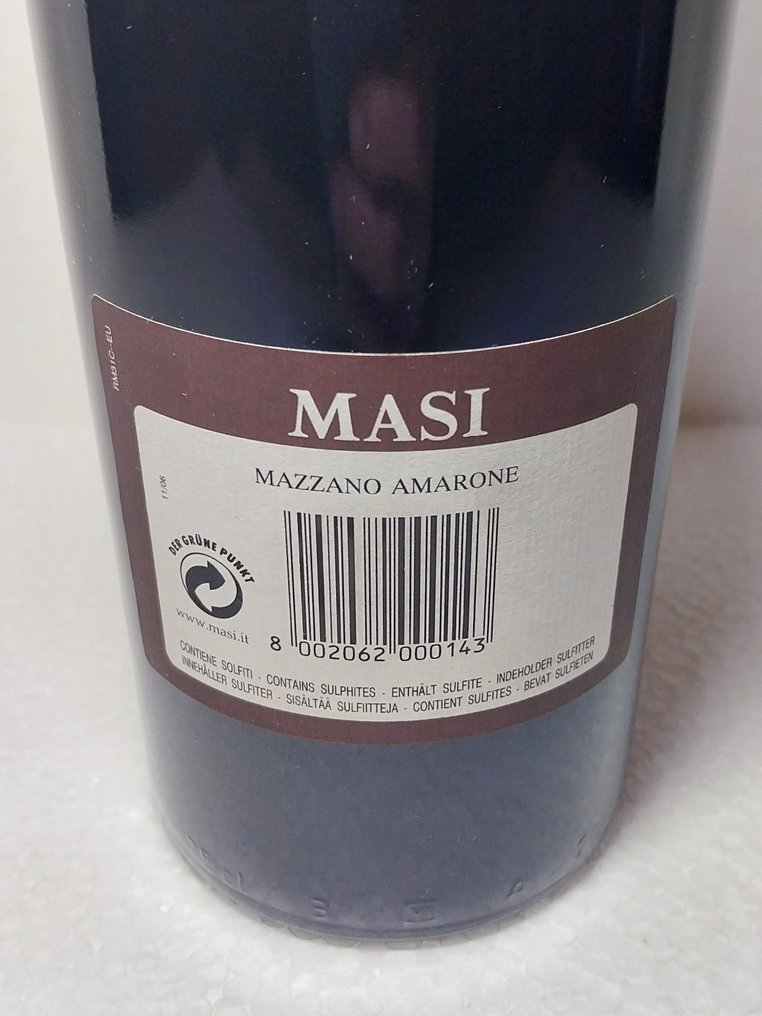 RM31C-EU
MASI
MAZZANO AMARONE
11/06
DER GRÜNE PUNKT
www.masi.it
8 002062 000143
CONTIENE SOLFITI - CONTAINS SULPHITES - ENTHÄLT SULFITE - INDEHOLDER SULFITTER
INNEHÅLLER SULFITER - SISÄLTÄÄ SULFIITTEJA - CONTIENT SULFITES - BEVAT SULFIETEN